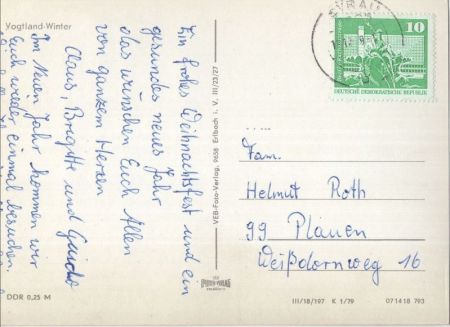 Vogtland-Winter
Ein frohes Weihnachtsfest und ein
gesundes neues Jahr
das wünschen Euch Allen
von ganzem Herzen
Claus, Brigitte und Guido
Im Neuen Jahr kommen wir
Euch wieder einmal besuchen.
DDR 0,25 M
VEB-Foto-Verlag, 9658 Erlbach i. V. III/23/27
10
DEUTSCHE DEMOKRATISCHE REPUBLIK
Fam.
Helmut Roth
99 Plauen
Weißdornweg 16
III/18/197 K 1/79 071418 793